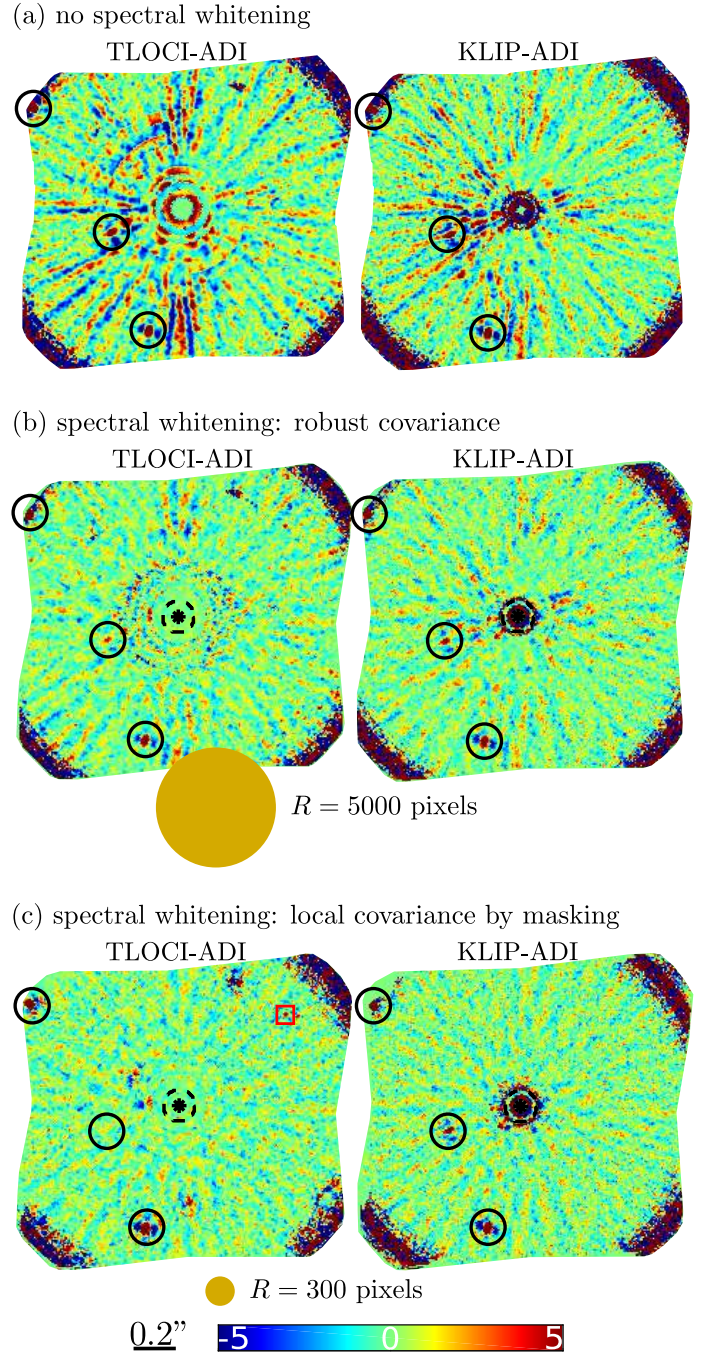 (a) no spectral whitening
TLOCI-ADI KLIP-ADI
(b) spectral whitening: robust covariance
TLOCI-ADI KLIP-ADI
R = 5000 pixels
(c) spectral whitening: local covariance by masking
TLOCI-ADI KLIP-ADI
R = 300 pixels
0.2” -5 0 5